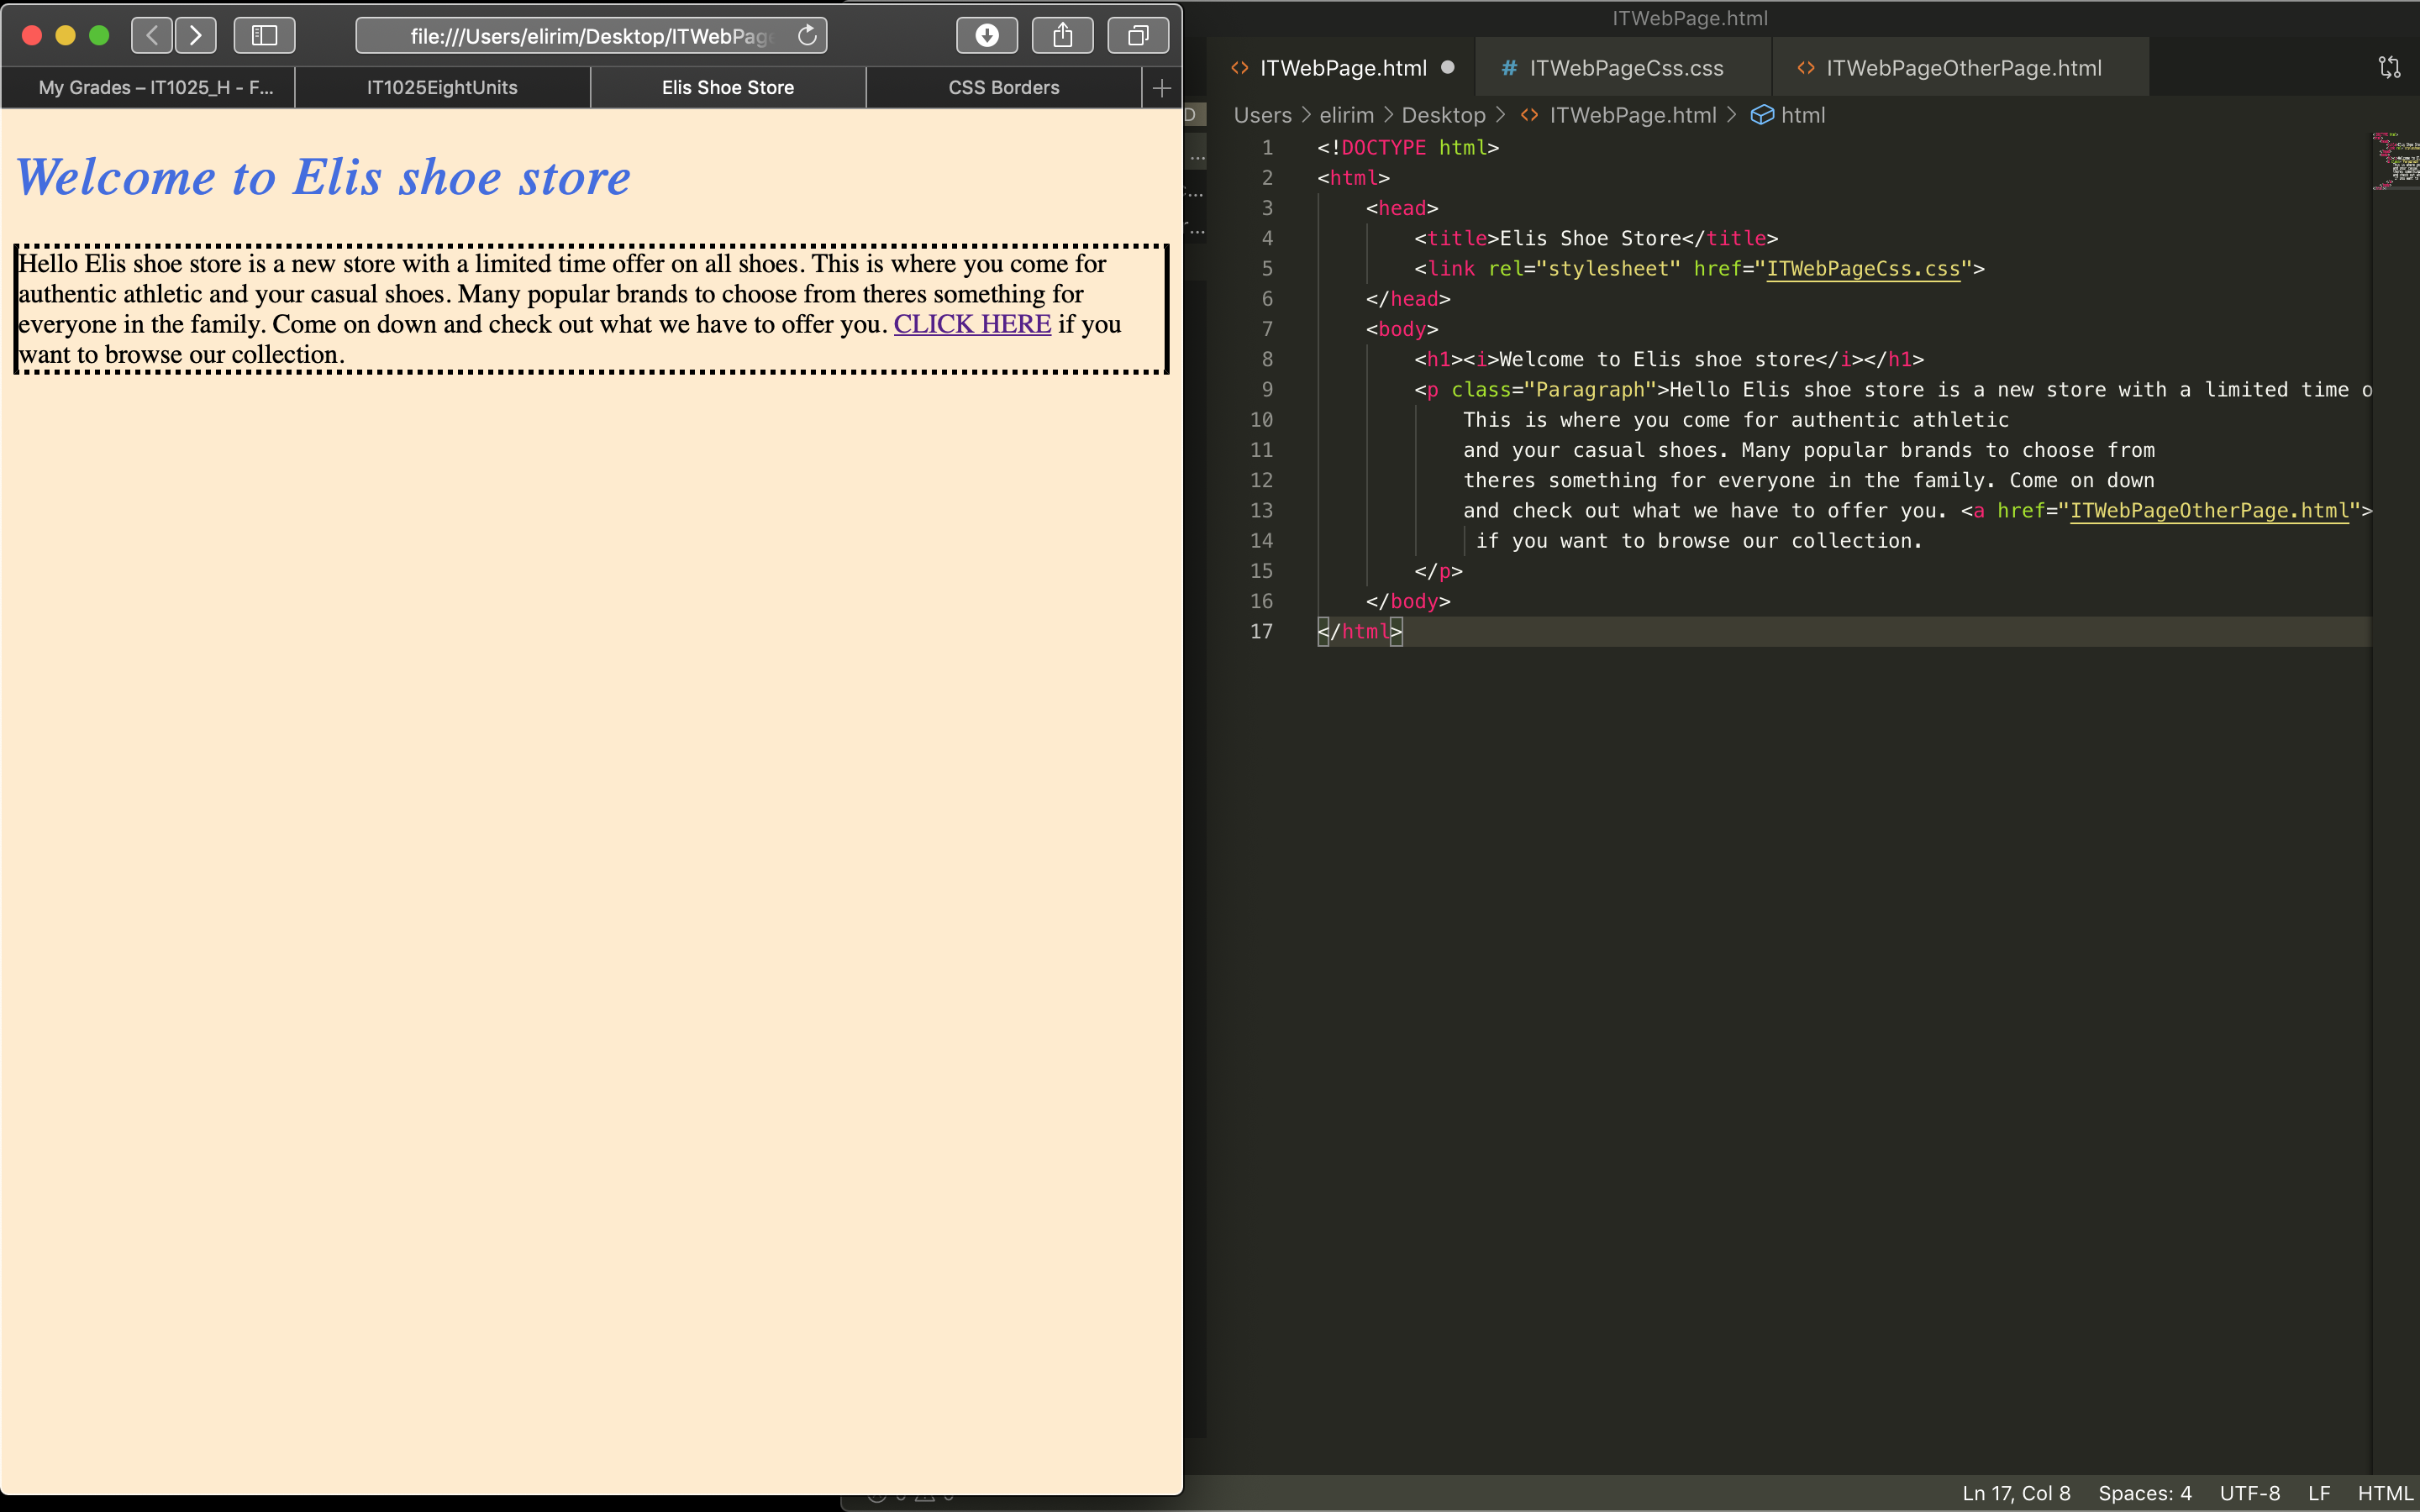 file:///Users/elirim/Desktop/ITWebPag
My Grades – IT1025_H - F...
IT1025EightUnits
Elis Shoe Store
CSS Borders
Welcome to Elis shoe store
Hello Elis shoe store is a new store with a limited time offer on all shoes. This is where you come for
authentic athletic and your casual shoes. Many popular brands to choose from theres something for
everyone in the family. Come on down and check out what we have to offer you. CLICK HERE if you
want to browse our collection.
ITWebPage.html
ITWebPage.html
# ITWebPageCss.css
ITWebPageOtherPage.html
Users > elirim > Desktop > ITWebPage.html > html
1 <!DOCTYPE html>
2 <html>
3 <head>
4 <title>Elis Shoe Store</title>
5 <link rel="stylesheet" href="ITWebPageCss.css">
6 </head>
7 <body>
8 <h1><i>Welcome to Elis shoe store</i></h1>
9 <p class="Paragraph">Hello Elis shoe store is a new store with a limited time o
10 This is where you come for authentic athletic
11 and your casual shoes. Many popular brands to choose from
12 theres something for everyone in the family. Come on down
13 and check out what we have to offer you. <a href="ITWebPageOtherPage.html">
14 if you want to browse our collection.
15 </p>
16 </body>
17 </html>
Ln 17, Col 8 Spaces: 4 UTF-8 LF HTML